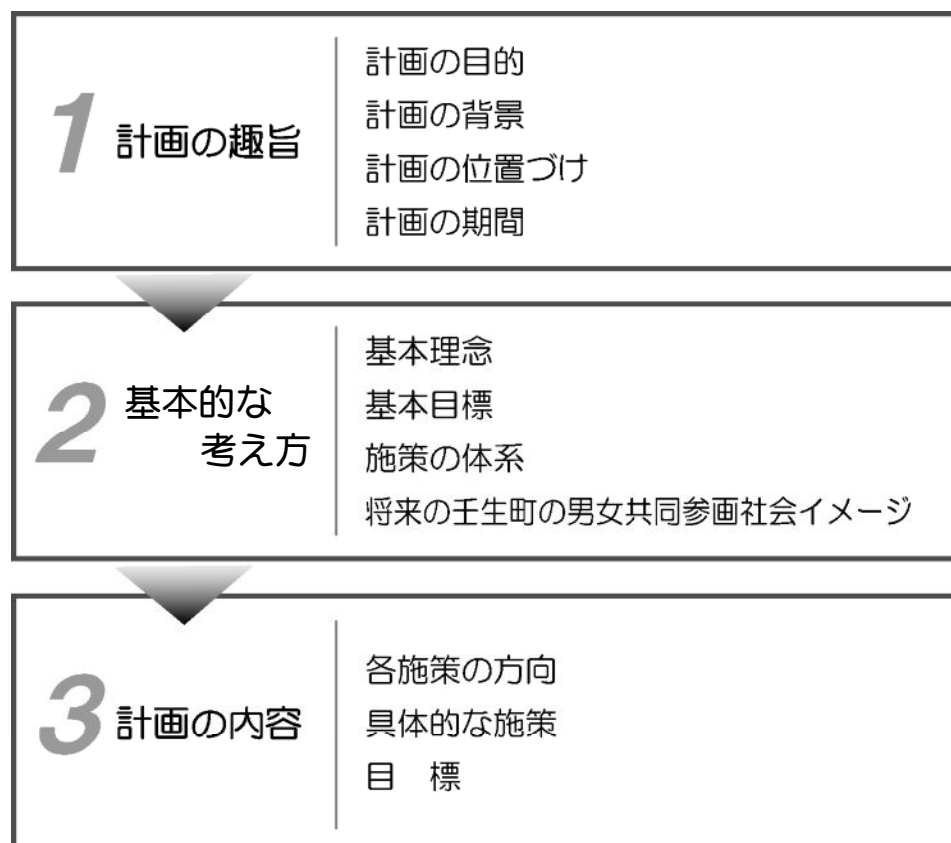 1 計画の趣旨
計画の目的
計画の背景
計画の位置づけ
計画の期間
2 基本的な
考え方
基本理念
基本目標
施策の体系
将来の壬生町の男女共同参画社会イメージ
3 計画の内容
各施策の方向
具体的な施策
目　標